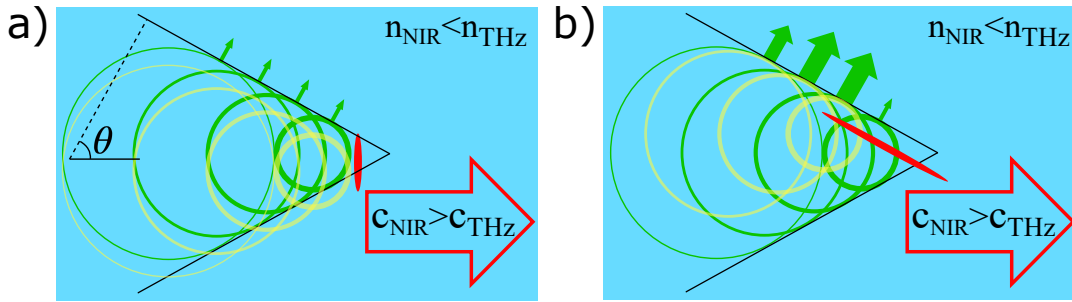 a)
n_NIR<n_THz
θ
c_NIR>c_THz
b)
n_NIR<n_THz
c_NIR>c_THz